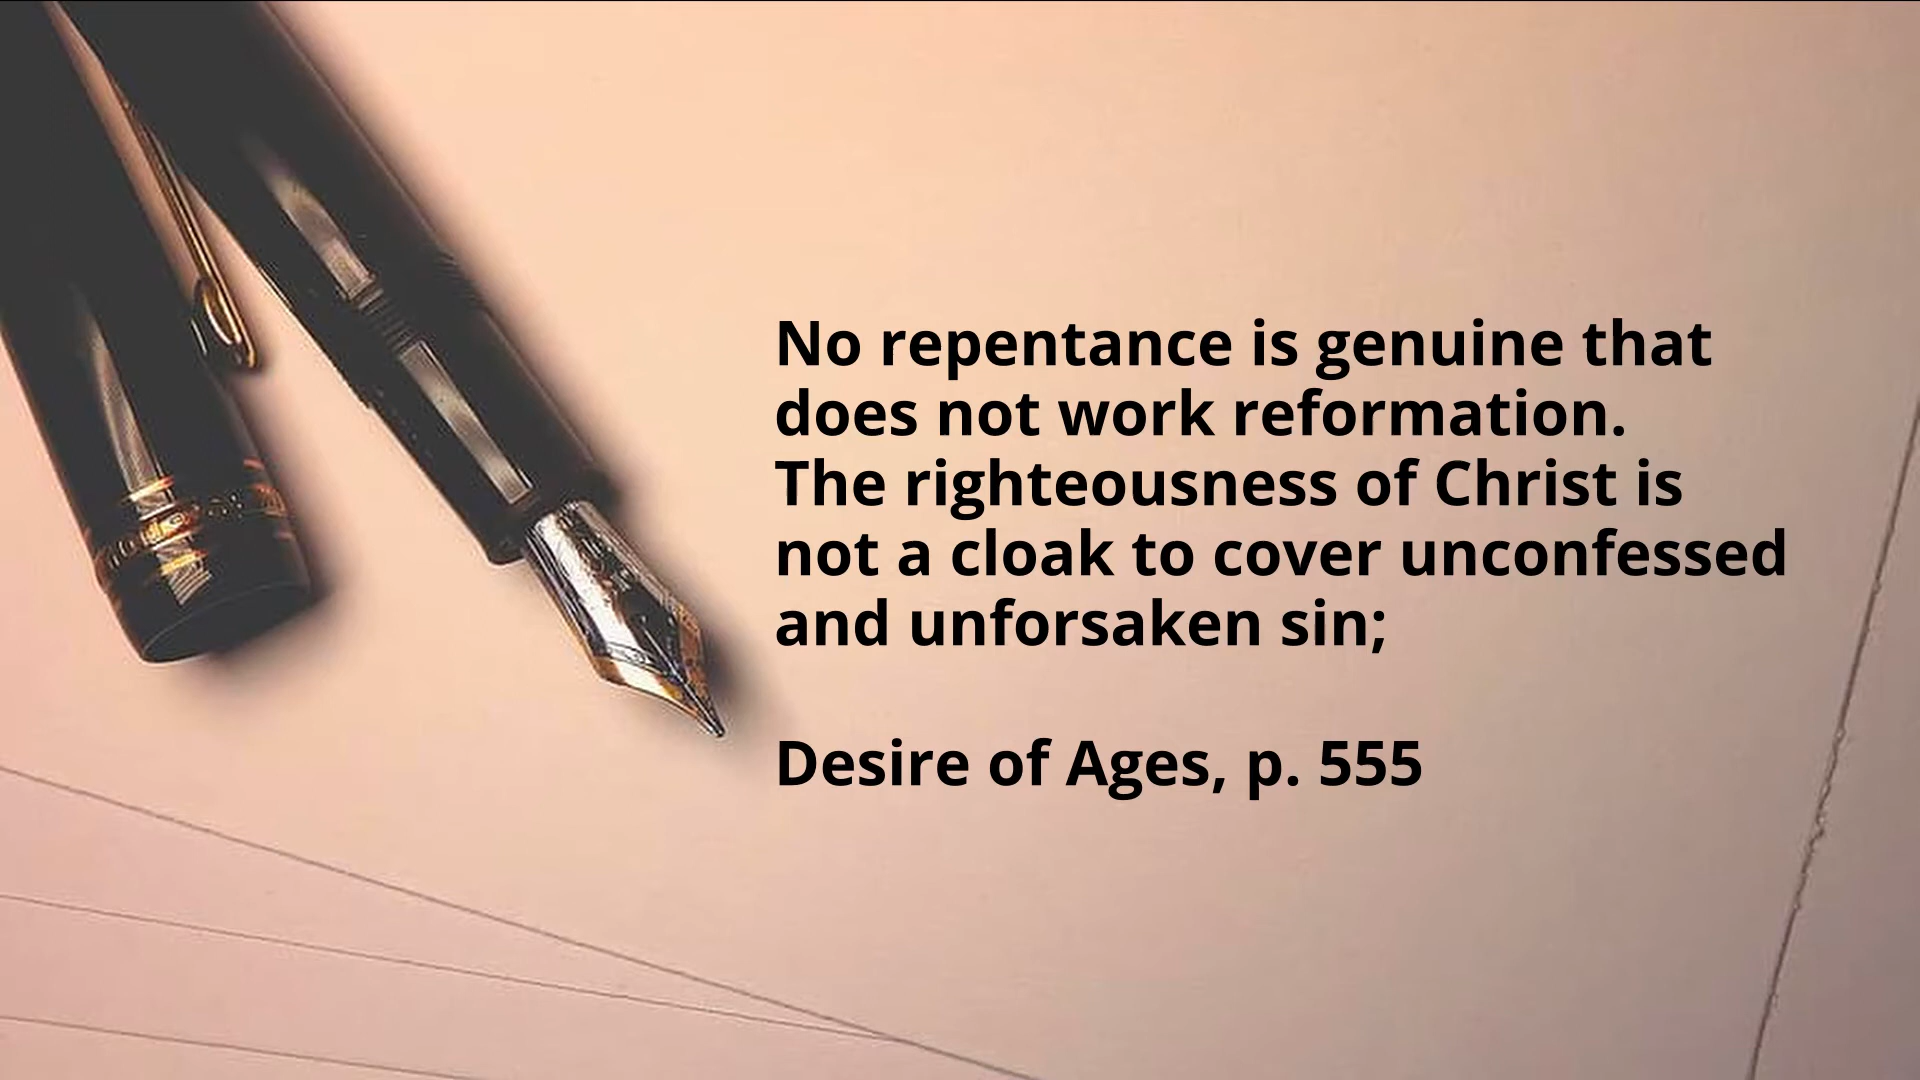 No repentance is genuine that
does not work reformation.
The righteousness of Christ is
not a cloak to cover unconfessed
and unforsaken sin;
Desire of Ages, p. 555